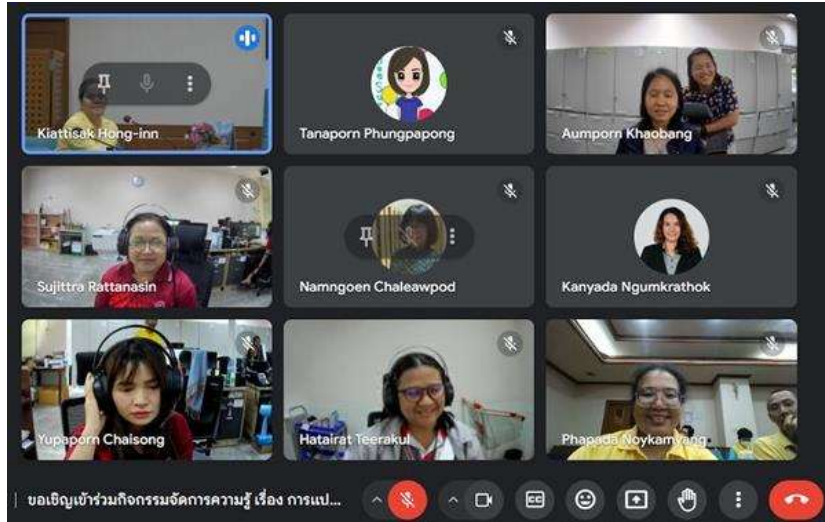 Kiattisak Hong-inn
Tanaporn Phungpapong
Aumporn Khaobang
Sujittra Rattanasin
Namngoen Chaleawpod
Kanyada Ngumkrathok
Yupaporn Chaisong
Hatairat Teerakul
Phapada Noykamyang
ขอเชิญเข้าร่วมกิจกรรมจัดการความรู้ เรื่อง การแป...
CC